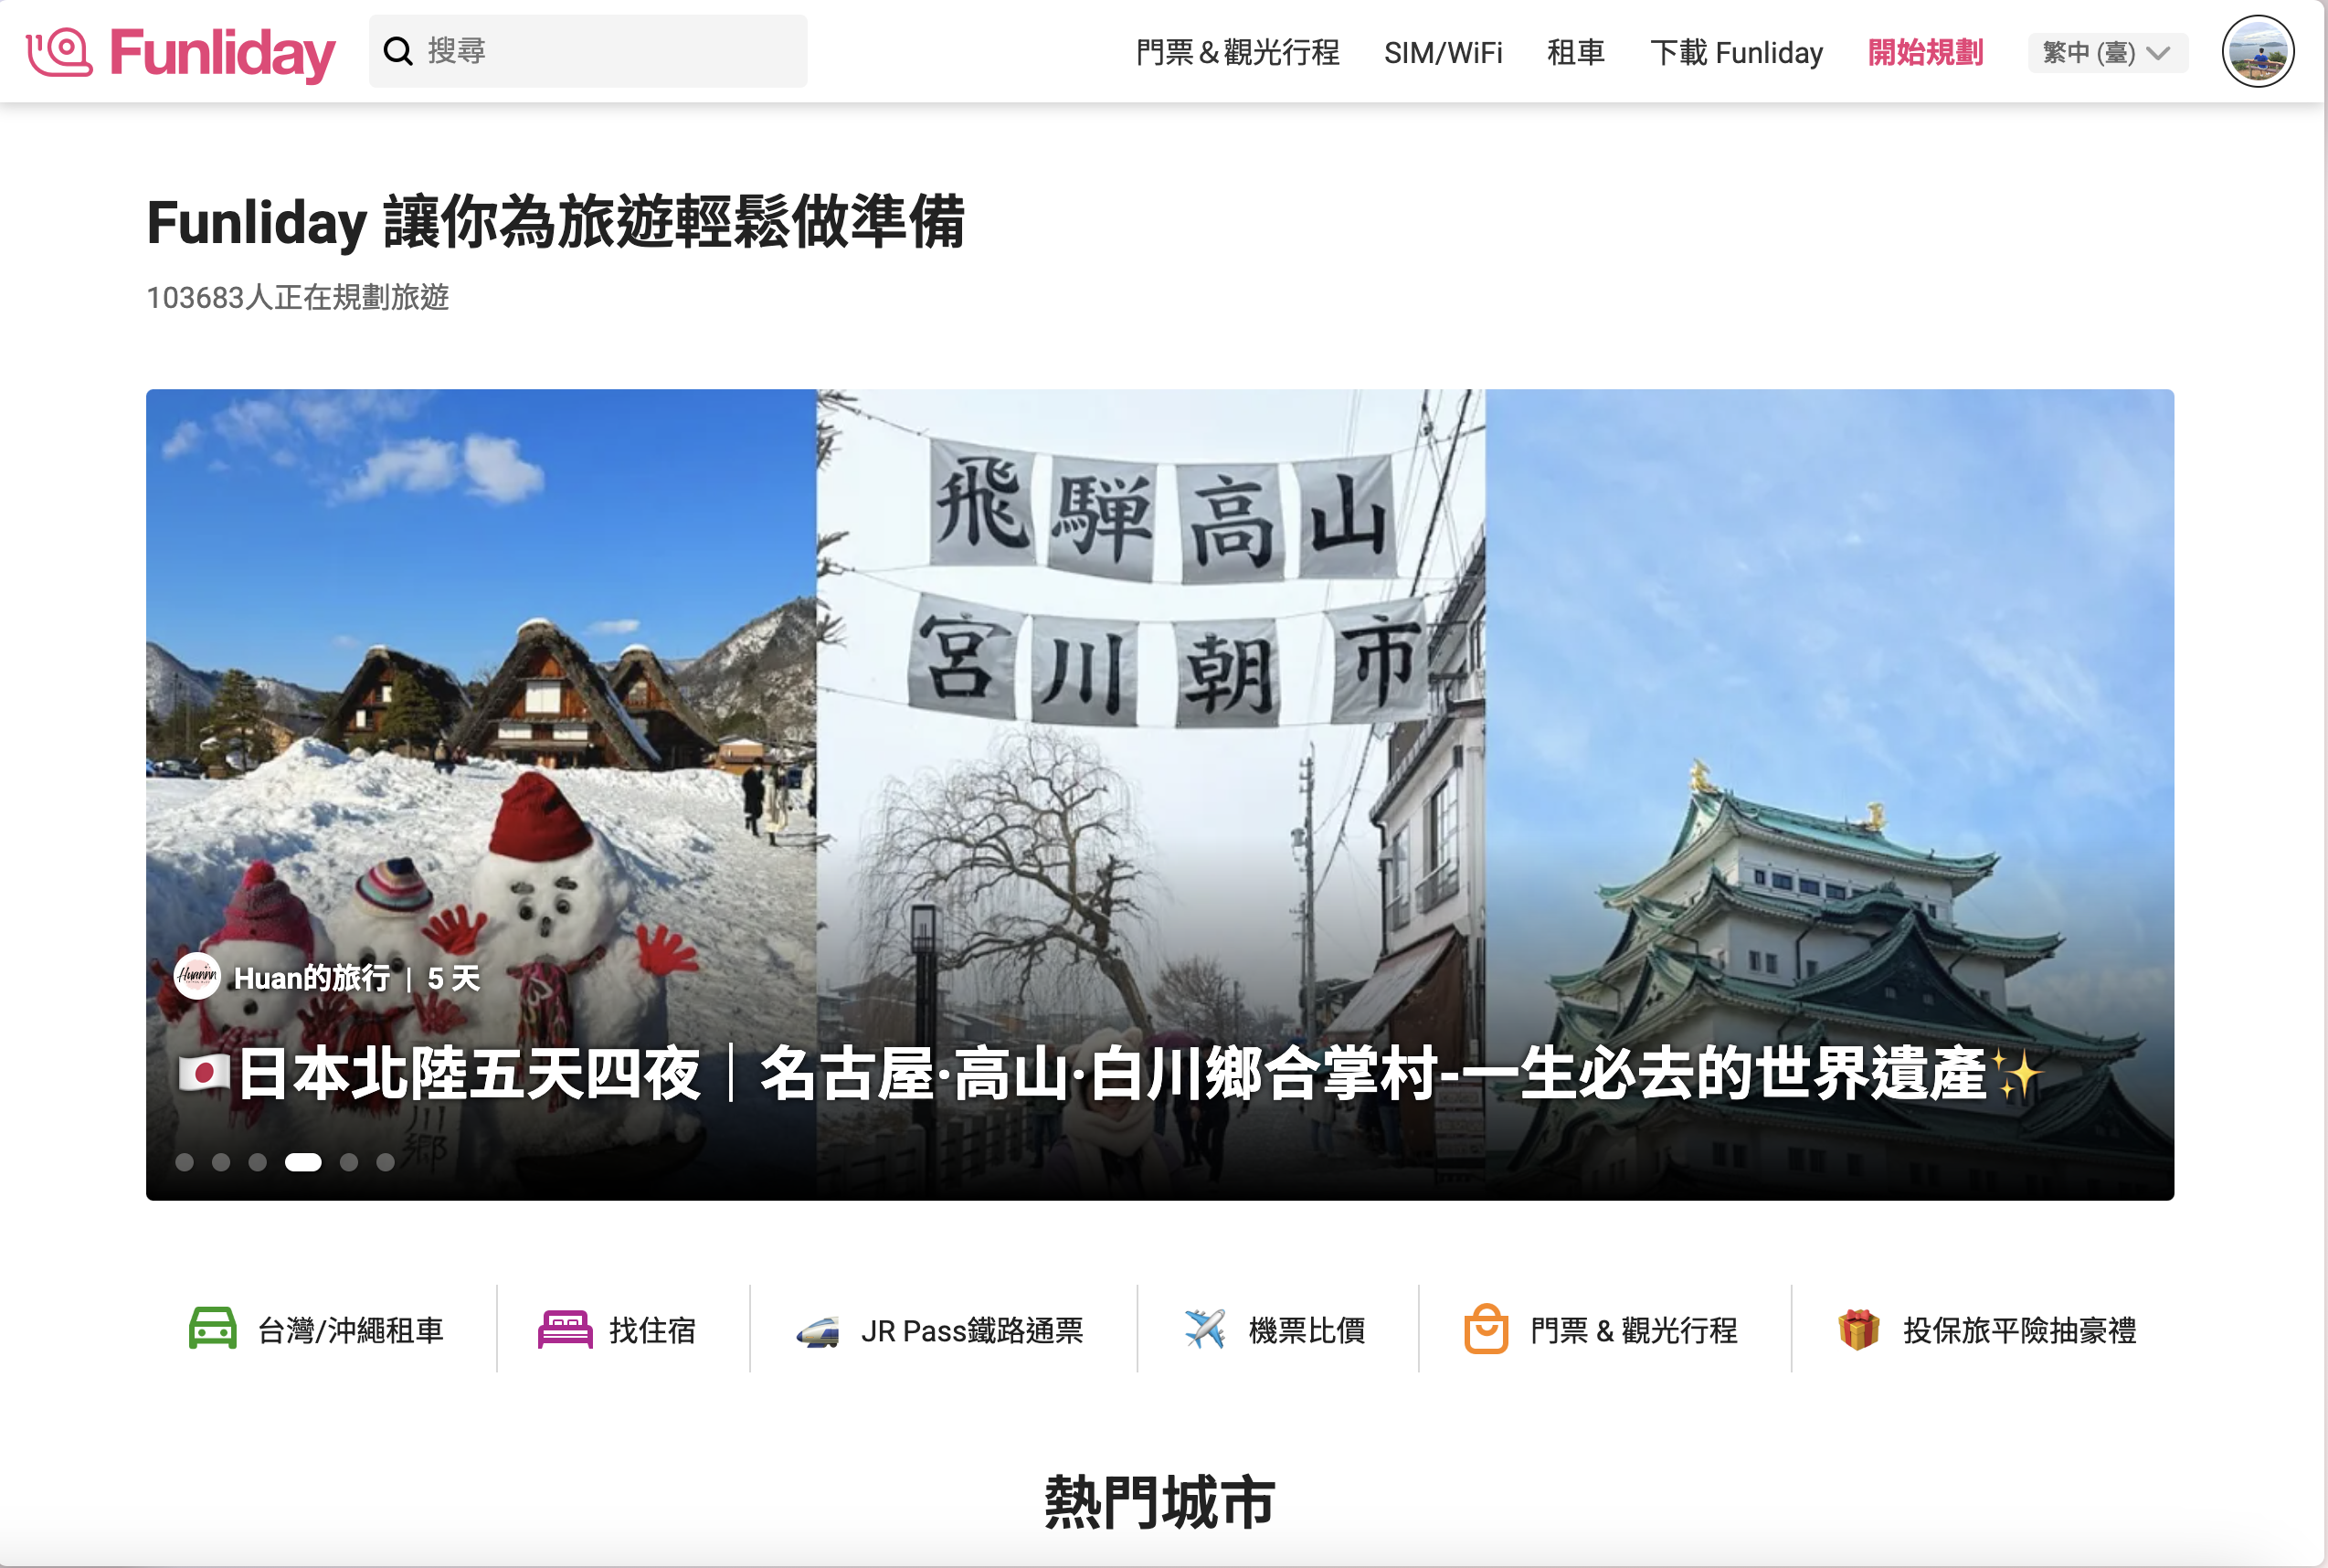 Funliday
搜尋
門票＆觀光行程
SIM/WiFi
租車
下載 Funliday
開始規劃
繁中 (臺)
Funliday 讓你為旅遊輕鬆做準備
103683人正在規劃旅遊
飛騨高山
宮川朝市
Huan的旅行 | 5 天
🇯🇵日本北陸五天四夜｜名古屋·高山·白川鄉合掌村-一生必去的世界遺產✨
川
郷
台灣/沖繩租車
找住宿
JR Pass鐵路通票
機票比價
門票 & 觀光行程
投保旅平險抽豪禮
熱門城市